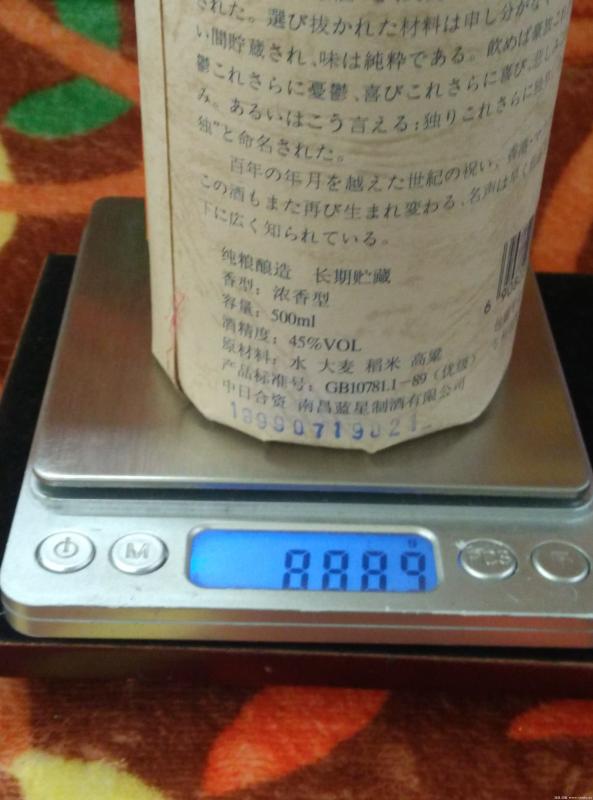 された。選び抜かれた材料は申し分がな
い間貯蔵され、味は純粋である。飲めば
鬱これさらに憂鬱、喜びこれさらに喜び、悲しみ
み。あるいはこう言える:独りこれさらに
独”と命名された。
百年の年月を越えた世紀の祝い、
この酒もまた再び生まれ変わる、名声は早く
下に広く知られている。
纯粮酿造 长期贮藏
香型:浓香型
容量:500ml
酒精度:45%VOL
原材料:水 大麦 稻米 高粱
产品标准号:GB10781.1-89(优级)
中日合资 南昌蓝星制酒有限公司
19990719021
6 903
M
8889
g
PCS
T